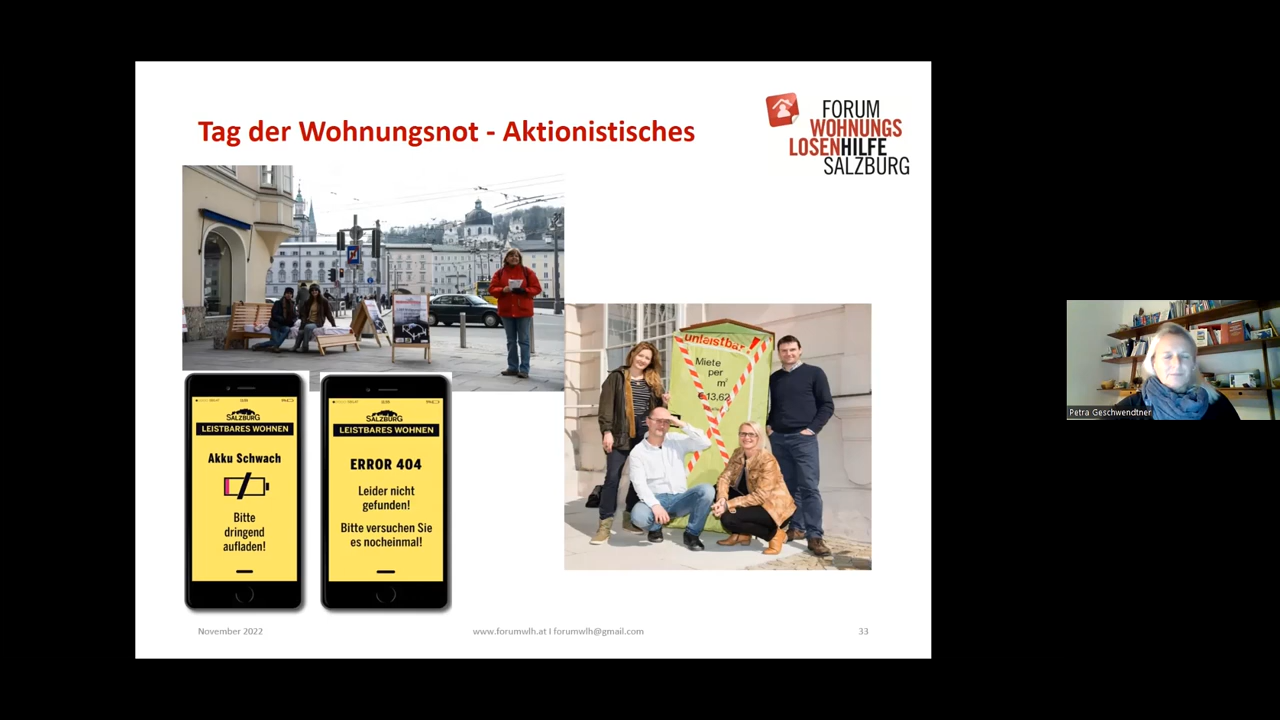 Tag der Wohnungsnot - Aktionistisches
FORUM
WOHNUNGS
LOSENHILFE
SALZBURG
unleistbar!
Miete
per
m²
€13,62
SALZBURG
LEISTBARES WOHNEN
Akku Schwach
Bitte
dringend
aufladen!
SALZBURG
LEISTBARES WOHNEN
ERROR 404
Leider nicht
gefunden!
Bitte versuchen Sie
es nocheinmal!
Petra Geschwendtner
November 2022
www.forumwlh.at I forumwlh@gmail.com
33